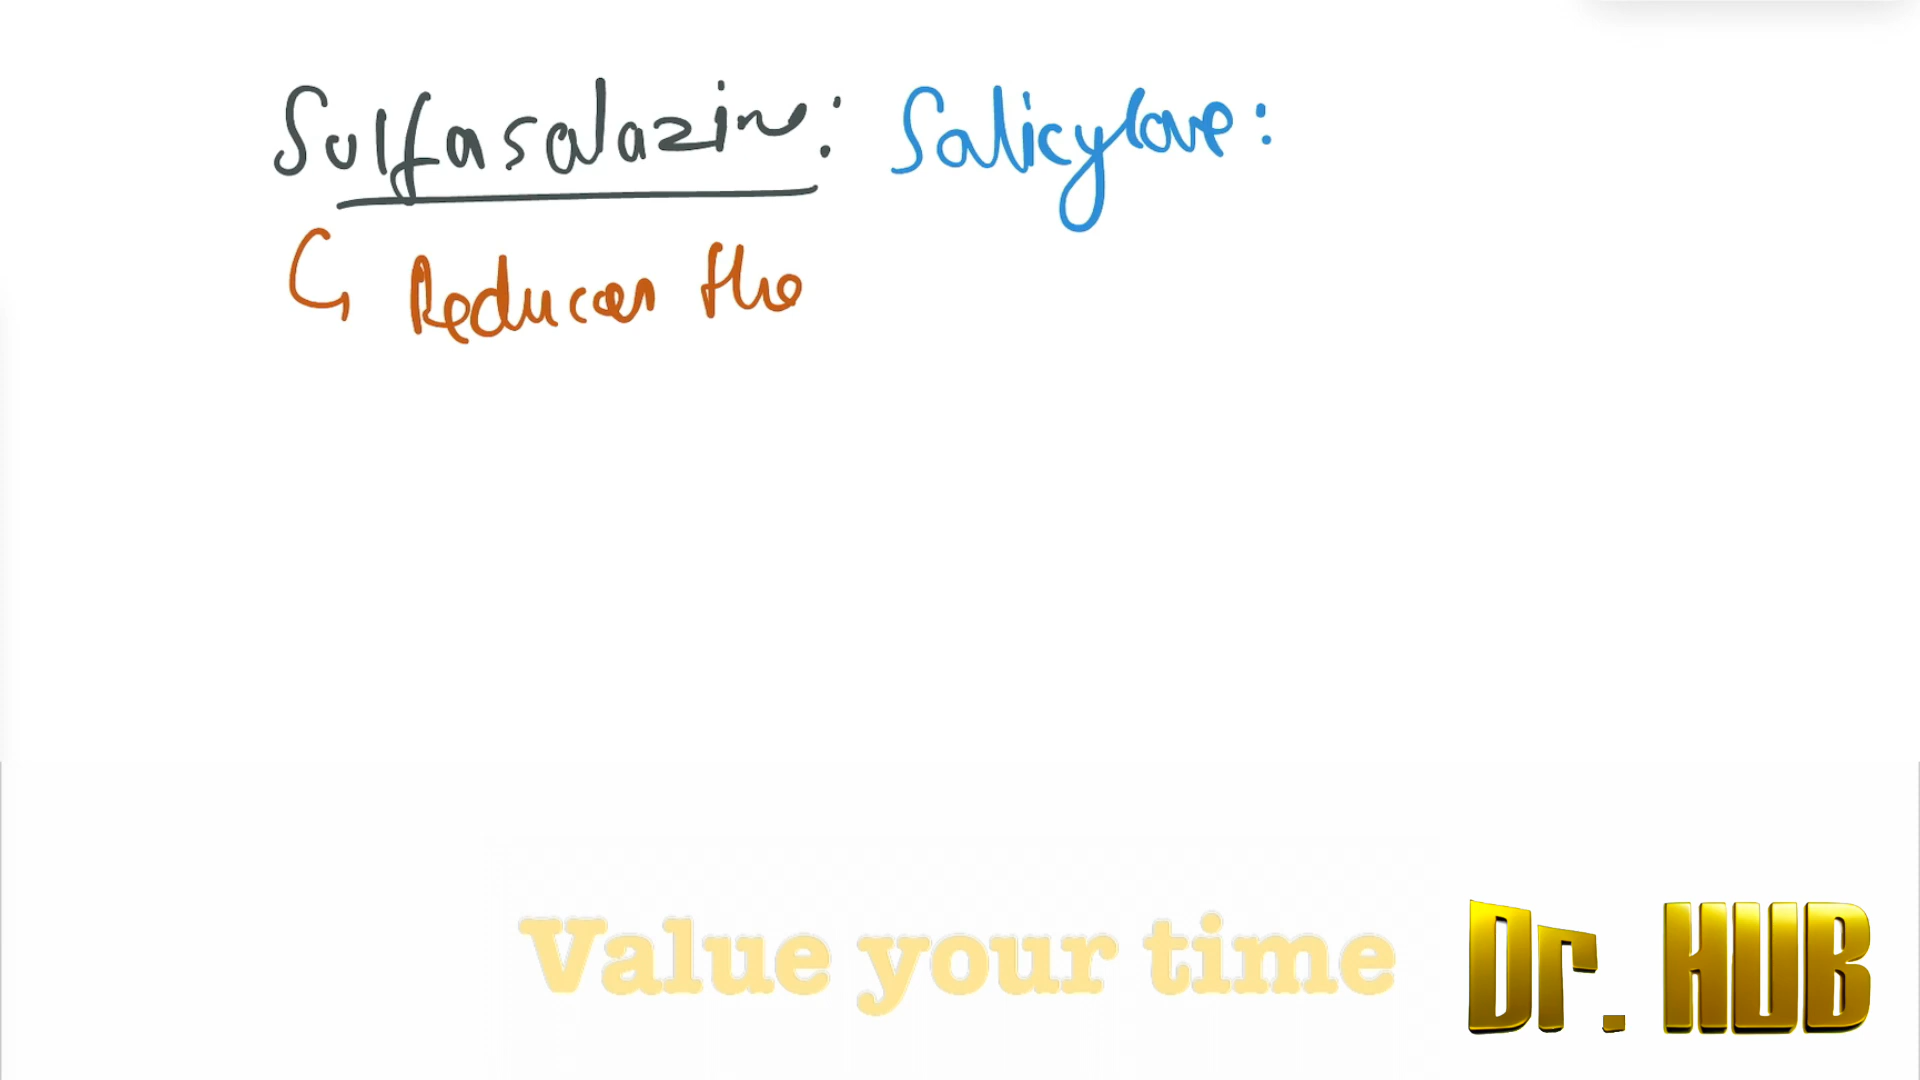 Sulfasalazine: Salicylate:
↳ Reduces the
Value your time
Dr. HUB